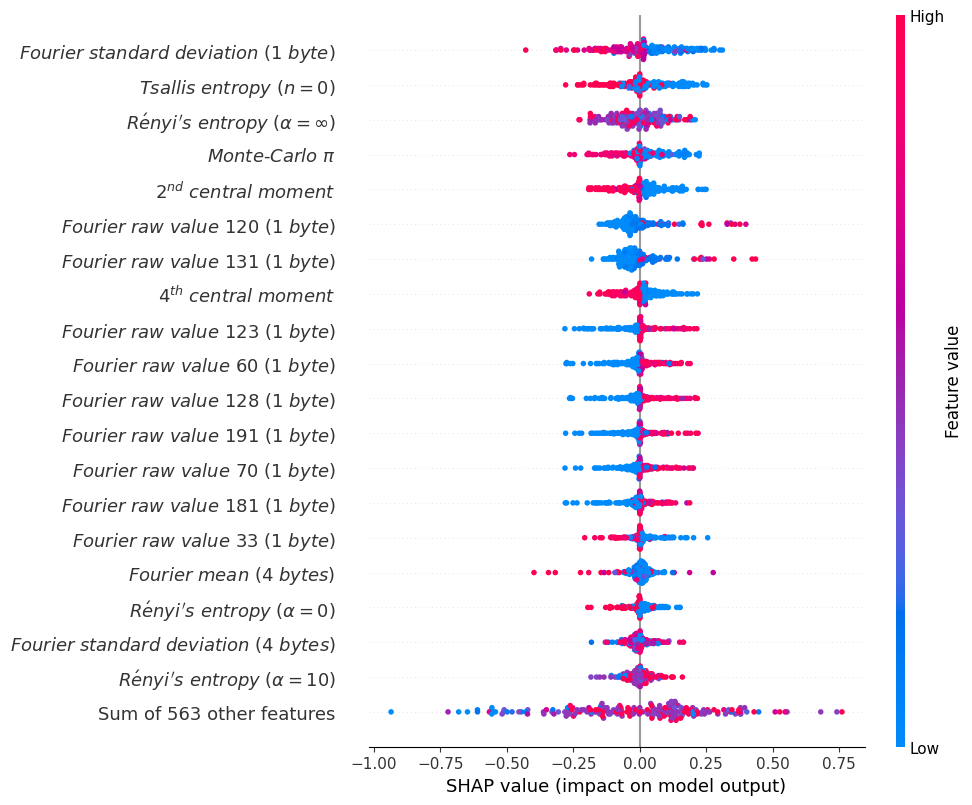 High
Fourier standard deviation (1 byte)
Tsallis entropy (n = 0)
Rényi's entropy (α = ∞)
Monte-Carlo π
2nd central moment
Fourier raw value 120 (1 byte)
Fourier raw value 131 (1 byte)
4th central moment
Fourier raw value 123 (1 byte)
Fourier raw value 60 (1 byte)
Fourier raw value 128 (1 byte)
Fourier raw value 191 (1 byte)
Fourier raw value 70 (1 byte)
Fourier raw value 181 (1 byte)
Fourier raw value 33 (1 byte)
Fourier mean (4 bytes)
Rényi's entropy (α = 0)
Fourier standard deviation (4 bytes)
Rényi's entropy (α = 10)
Sum of 563 other features
Feature value
Low
−1.00 −0.75 −0.50 −0.25 0.00 0.25 0.50 0.75
SHAP value (impact on model output)